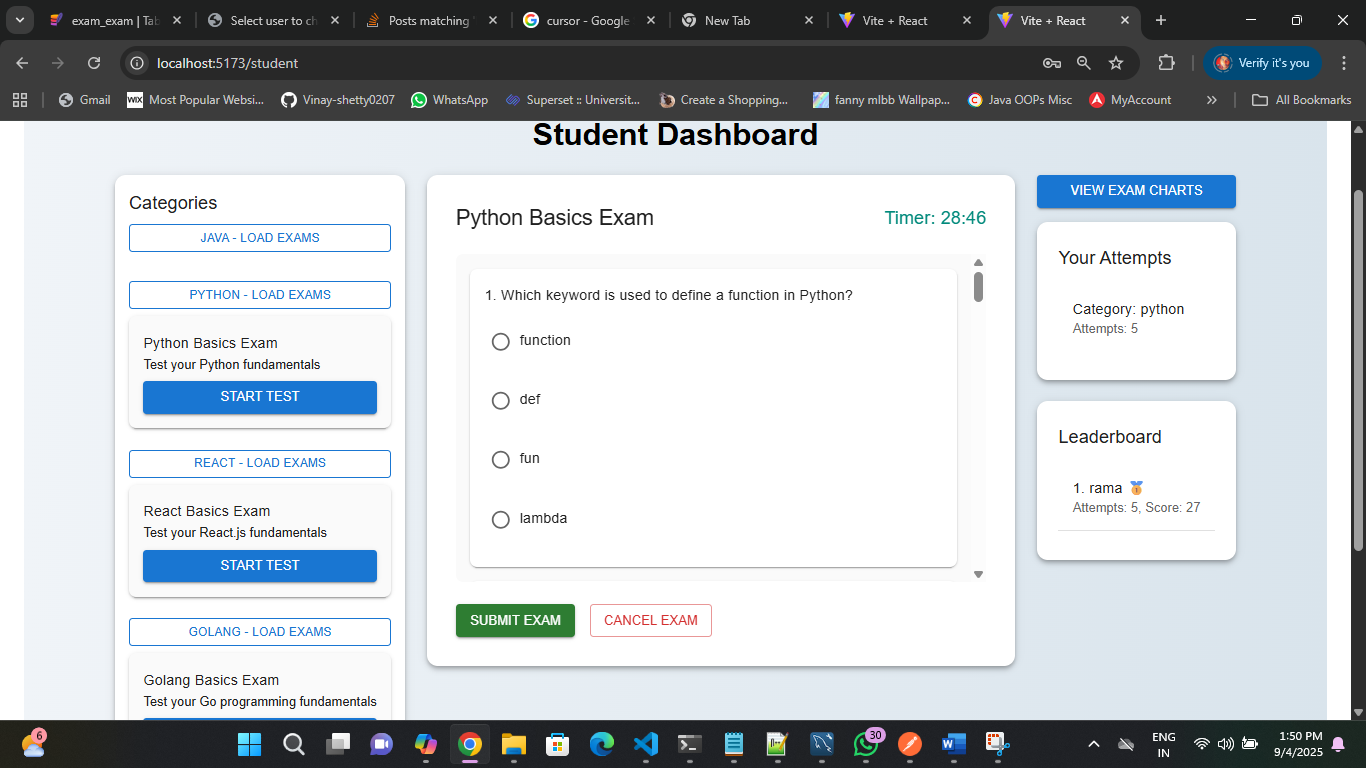 exam_exam | Tab
Select user to ch
Posts matching
cursor - Google
New Tab
Vite + React
Vite + React
localhost:5173/student
Verify it's you
Gmail
WIX
Most Popular Websi...
Vinay-shetty0207
WhatsApp
Superset :: Universit...
Create a Shopping...
fanny mlbb Wallpap...
Java OOPs Misc
MyAccount
All Bookmarks
Student Dashboard
Categories
JAVA - LOAD EXAMS
PYTHON - LOAD EXAMS
Python Basics Exam
Test your Python fundamentals
START TEST
REACT - LOAD EXAMS
React Basics Exam
Test your React.js fundamentals
START TEST
GOLANG - LOAD EXAMS
Golang Basics Exam
Test your Go programming fundamentals
Python Basics Exam
Timer: 28:46
1. Which keyword is used to define a function in Python?
function
def
fun
lambda
SUBMIT EXAM
CANCEL EXAM
VIEW EXAM CHARTS
Your Attempts
Category: python
Attempts: 5
Leaderboard
1. rama 🥇
Attempts: 5, Score: 27
6
30
ENG
IN
1:50 PM
9/4/2025